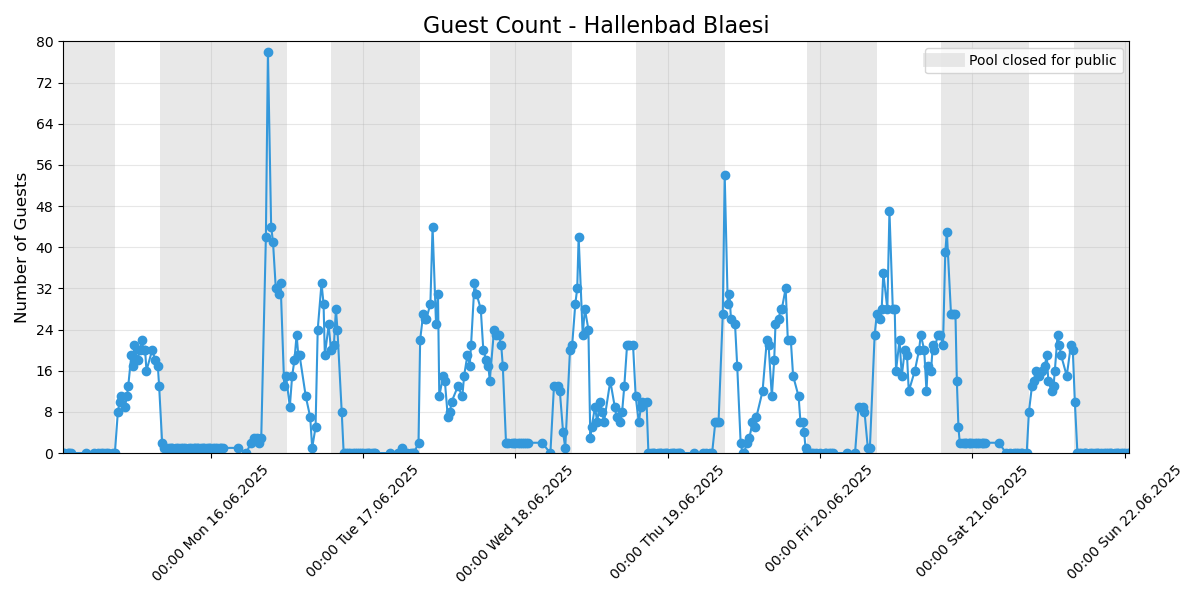 Guest Count - Hallenbad Blaesi
Pool closed for public
Number of Guests
80
72
64
56
48
40
32
24
16
8
0
00:00 Mon 16.06.2025
00:00 Tue 17.06.2025
00:00 Wed 18.06.2025
00:00 Thu 19.06.2025
00:00 Fri 20.06.2025
00:00 Sat 21.06.2025
00:00 Sun 22.06.2025